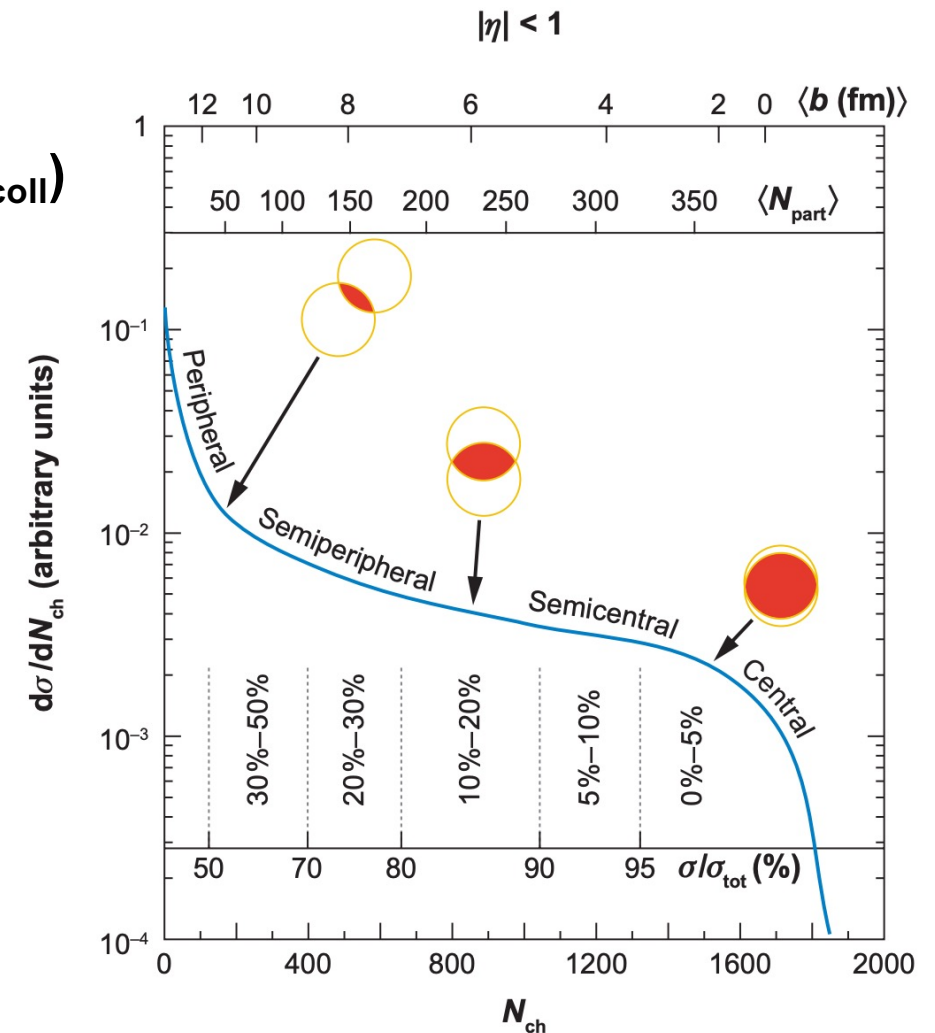 |η| < 1
12 10 8 6 4 2 0 ⟨b (fm)⟩
1
coll)
50 100 150 200 250 300 350 ⟨N_part⟩
10⁻¹
Peripheral
10⁻²
Semiperipheral
Semicentral
Central
dσ/dN_ch (arbitrary units)
10⁻³
30%–50%
20%–30%
10%–20%
5%–10%
0%–5%
50 70 80 90 95 σ/σ_tot (%)
10⁻⁴
0 400 800 1200 1600 2000
N_ch